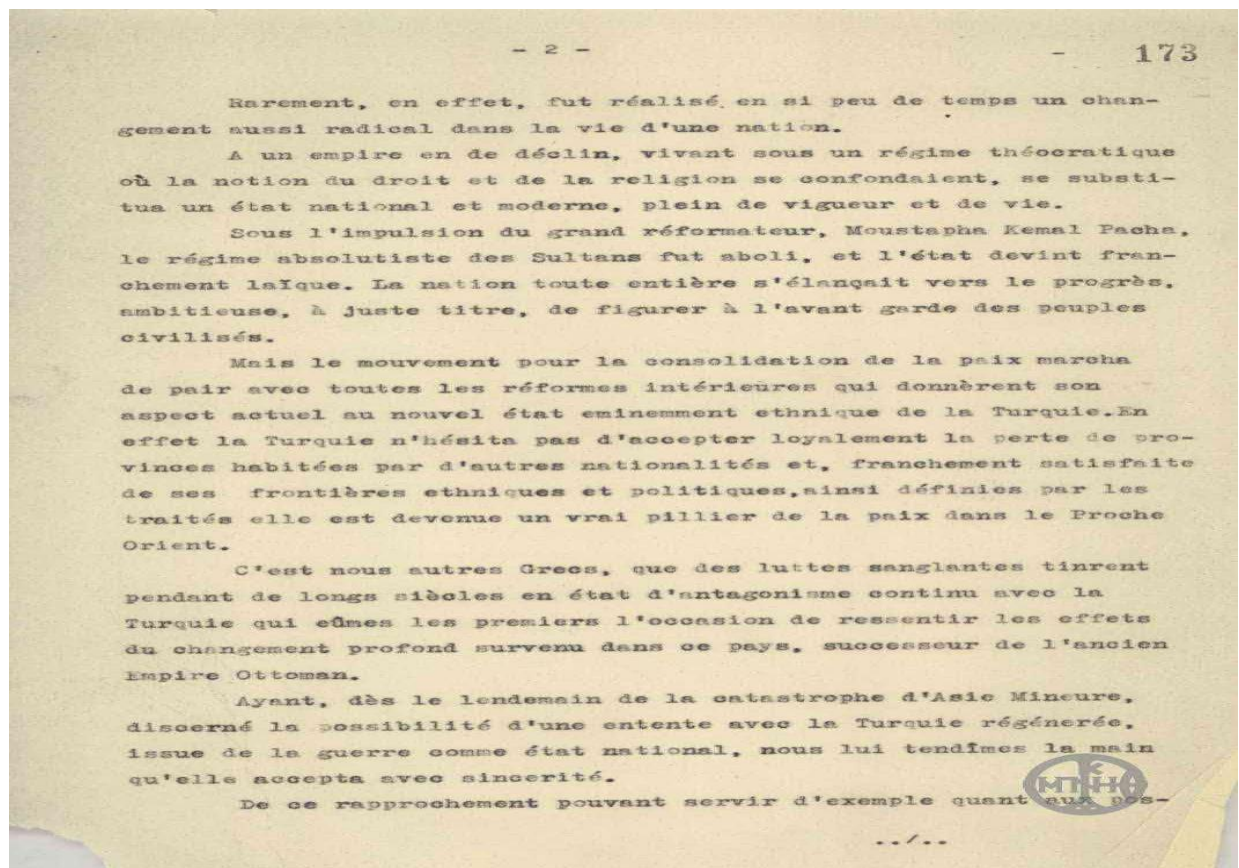 - 2 -
- 173
Rarement, en effet, fut réalisé en si peu de temps un chan-
gement aussi radical dans la vie d'une nation.
A un empire en de déclin, vivant sous un régime théocratique
où la notion du droit et de la religion se confondaient, se substi-
tua un état national et moderne, plein de vigueur et de vie.
Sous l'impulsion du grand réformateur, Moustapha Kemal Pacha,
le régime absolutiste des Sultans fut aboli, et l'état devint fran-
chement laïque. La nation toute entière s'élançait vers le progrès,
ambitieuse, à juste titre, de figurer à l'avant garde des peuples
civilisés.
Mais le mouvement pour la consolidation de la paix marcha
de pair avec toutes les réformes intérieures qui donnèrent son
aspect actuel au nouvel état eminemment ethnique de la Turquie.En
effet la Turquie n'hésita pas d'accepter loyalement la perte de pro-
vinces habitées par d'autres nationalités et, franchement satisfaite
de ses frontières ethniques et politiques,ainsi définies par les
traités elle est devenue un vrai pillier de la paix dans le Proche
Orient.
C'est nous autres Grecs, que des luttes sanglantes tinrent
pendant de longs siècles en état d'antagonisme continu avec la
Turquie qui eûmes les premiers l'occasion de ressentir les effets
du changement profond survenu dans ce pays, successeur de l'ancien
Empire Ottoman.
Ayant, dès le lendemain de la catastrophe d'Asie Mineure,
discerné la possibilité d'une entente avec la Turquie régénerée,
issue de la guerre comme état national, nous lui tendîmes la main
qu'elle accepta avec sincerité.
De ce rapprochement pouvant servir d'exemple quant aux pos-
../..